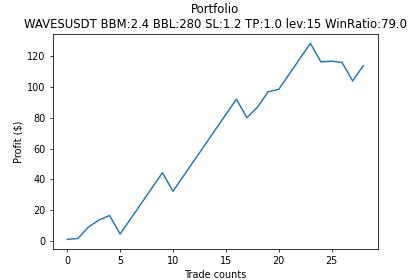 Portfolio
WAVESUSDT BBM:2.4 BBL:280 SL:1.2 TP:1.0 lev:15 WinRatio:79.0
120
100
80
60
40
20
0
Profit ($)
0 5 10 15 20 25
Trade counts